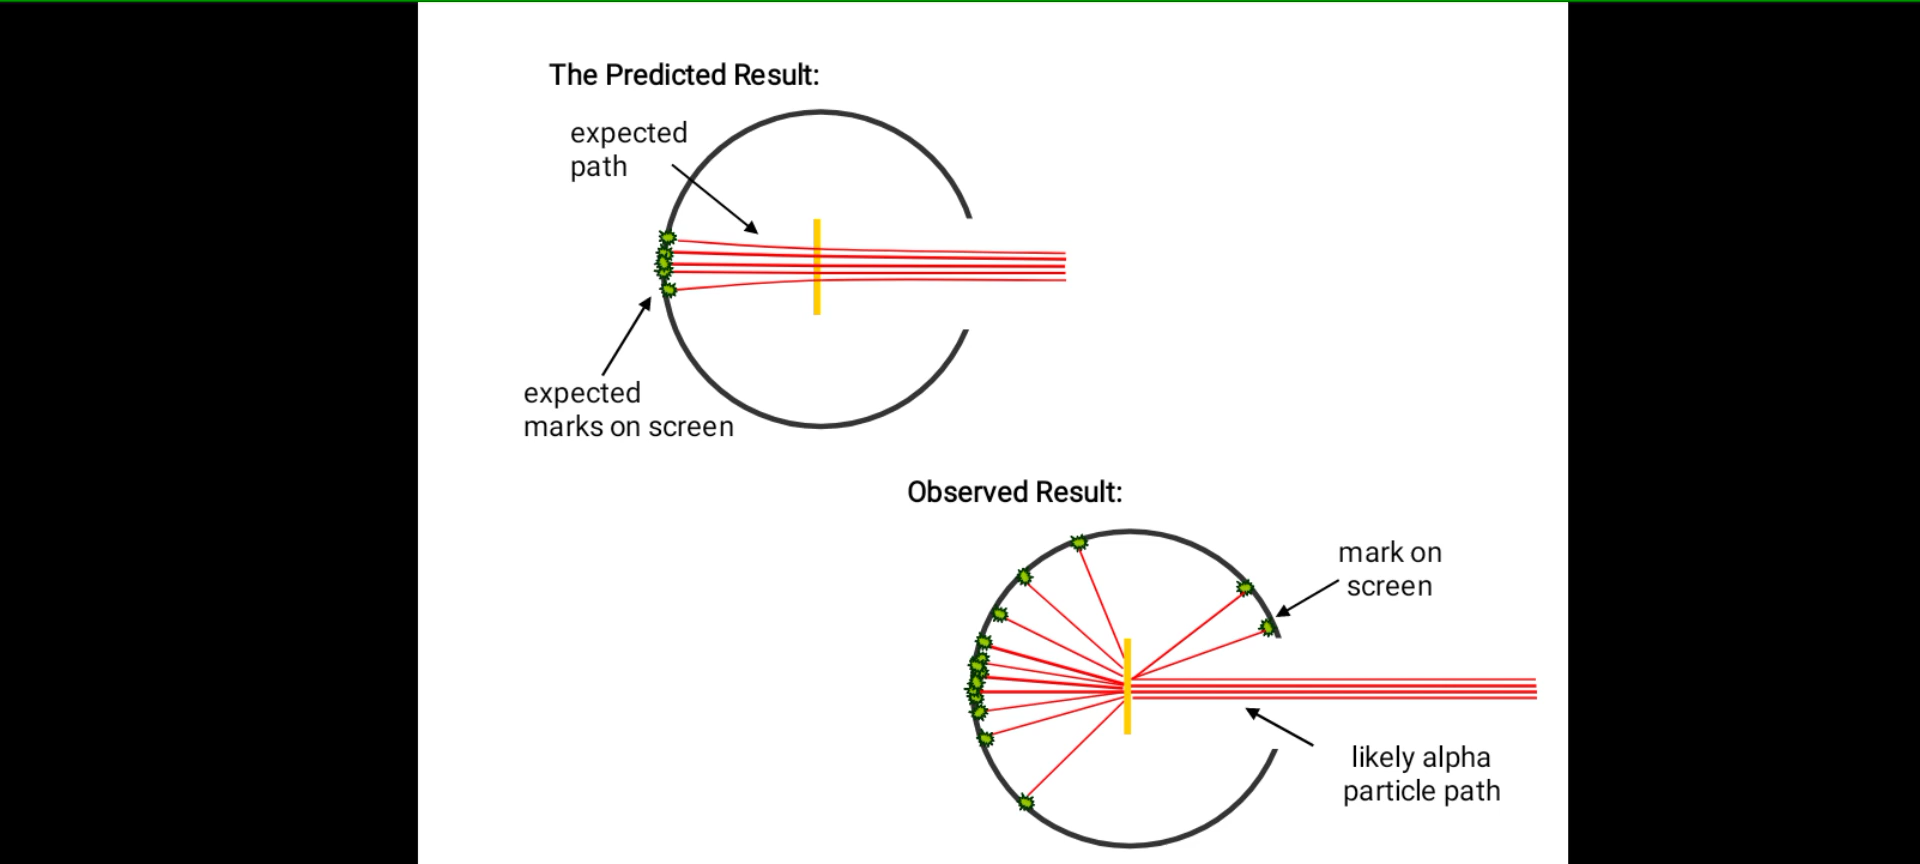 The Predicted Result:
expected
path
expected
marks on screen
Observed Result:
mark on
screen
likely alpha
particle path